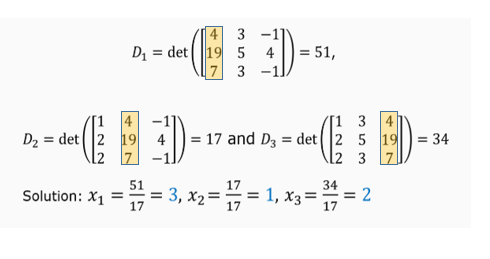 D₁ = det([4 3 −1; 19 5 4; 7 3 −1]) = 51,
D₂ = det([1 4 −1; 2 19 4; 2 7 −1]) = 17 and D₃ = det([1 3 4; 2 5 19; 2 3 7]) = 34
Solution: x₁ = 51/17 = 3, x₂ = 17/17 = 1, x₃ = 34/17 = 2